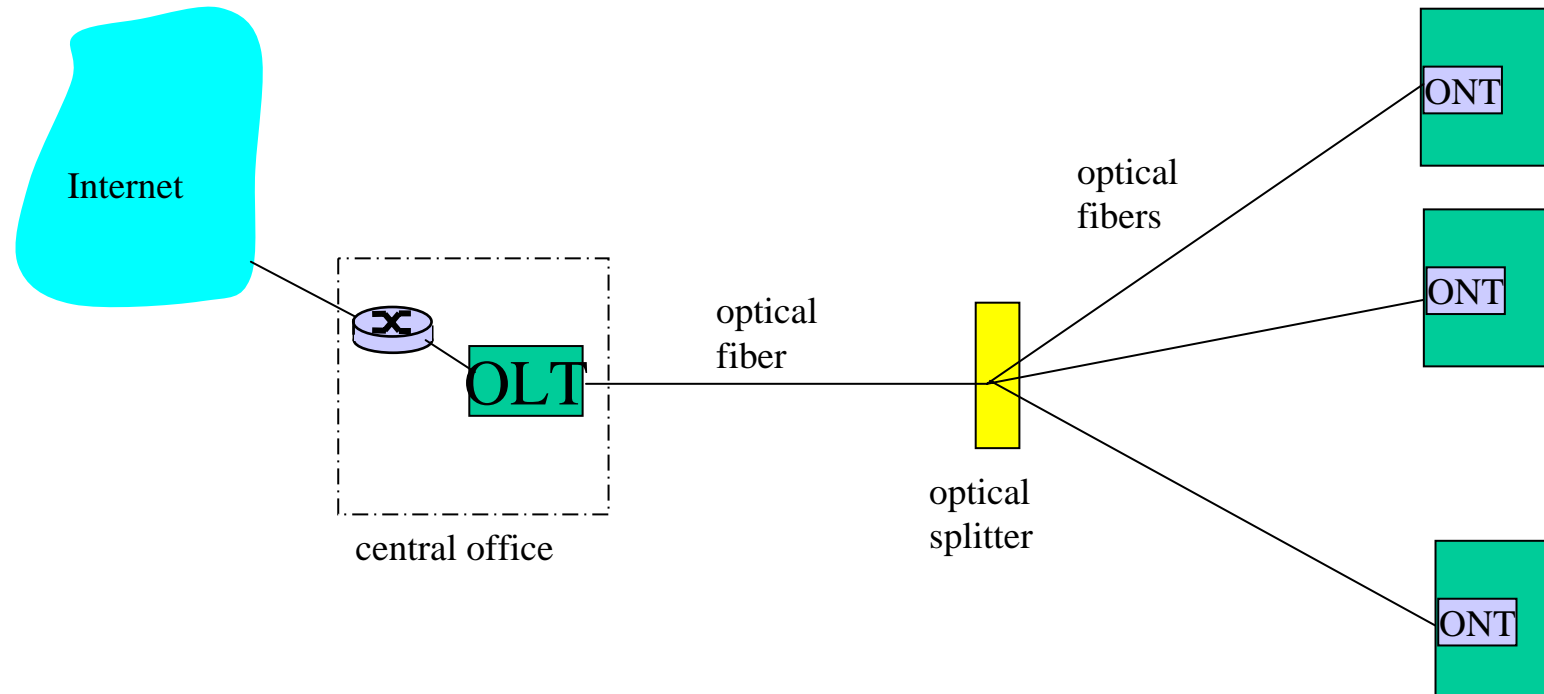 Internet
OLT
central office
optical
fiber
optical
splitter
optical
fibers
ONT
ONT
ONT